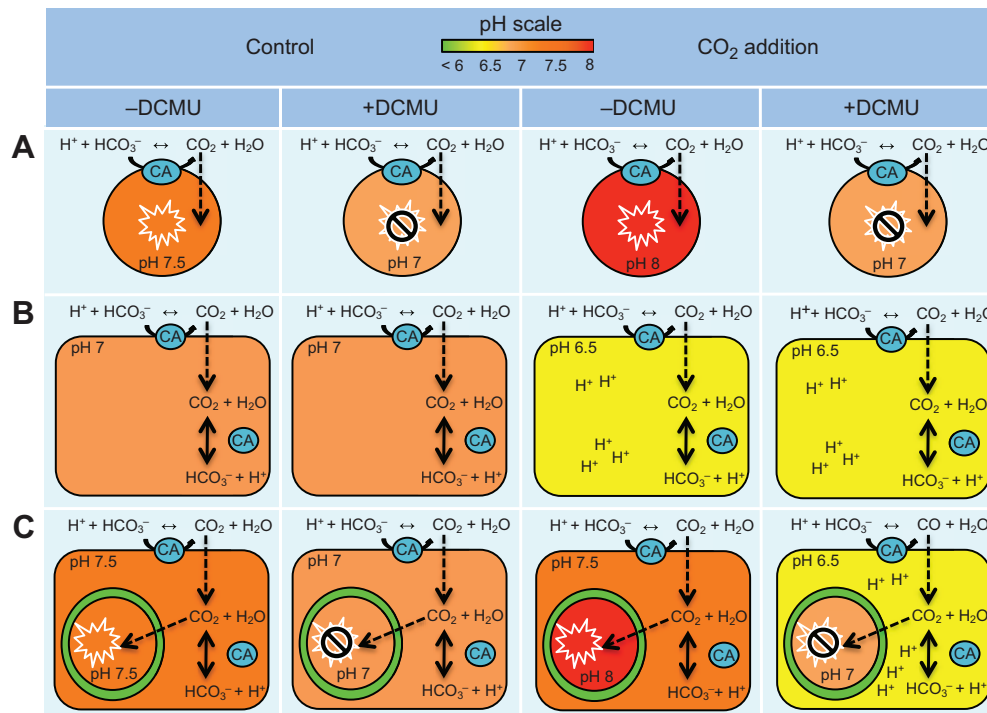 pH scale
Control
CO₂ addition
< 6 6.5 7 7.5 8
–DCMU +DCMU –DCMU +DCMU
A
H⁺ + HCO₃⁻ ↔ CO₂ + H₂O H⁺ + HCO₃⁻ ↔ CO₂ + H₂O H⁺ + HCO₃⁻ ↔ CO₂ + H₂O H⁺ + HCO₃⁻ ↔ CO₂ + H₂O
CA CA CA CA
pH 7.5 pH 7 pH 8 pH 7
B
H⁺ + HCO₃⁻ ↔ CO₂ + H₂O H⁺ + HCO₃⁻ ↔ CO₂ + H₂O H⁺ + HCO₃⁻ ↔ CO₂ + H₂O H⁺+ HCO₃⁻ ↔ CO₂ + H₂O
CA CA CA CA
pH 7 pH 7 pH 6.5 pH 6.5
H⁺ H⁺ H⁺ H⁺
CO₂ + H₂O CO₂ + H₂O CO₂ + H₂O CO₂ + H₂O
CA CA H⁺ H⁺ H⁺ CA H⁺ H⁺ H⁺ CA
HCO₃⁻ + H⁺ HCO₃⁻ + H⁺ HCO₃⁻ + H⁺ HCO₃⁻ + H⁺
C
H⁺ + HCO₃⁻ ↔ CO₂ + H₂O H⁺ + HCO₃⁻ ↔ CO₂ + H₂O H⁺ + HCO₃⁻ ↔ CO₂ + H₂O H⁺ + HCO₃⁻ ↔ CO + H₂O
CA CA CA CA
pH 7.5 pH 7 pH 7.5 pH 6.5
H⁺ H⁺
CO₂ + H₂O CO₂ + H₂O CO₂ + H₂O CO₂ + H₂O
CA CA CA H⁺ H⁺ H⁺ CA
pH 7.5 pH 7 pH 8 pH 7
HCO₃⁻ + H⁺ HCO₃⁻ + H⁺ HCO₃⁻ + H⁺ HCO₃⁻ + H⁺